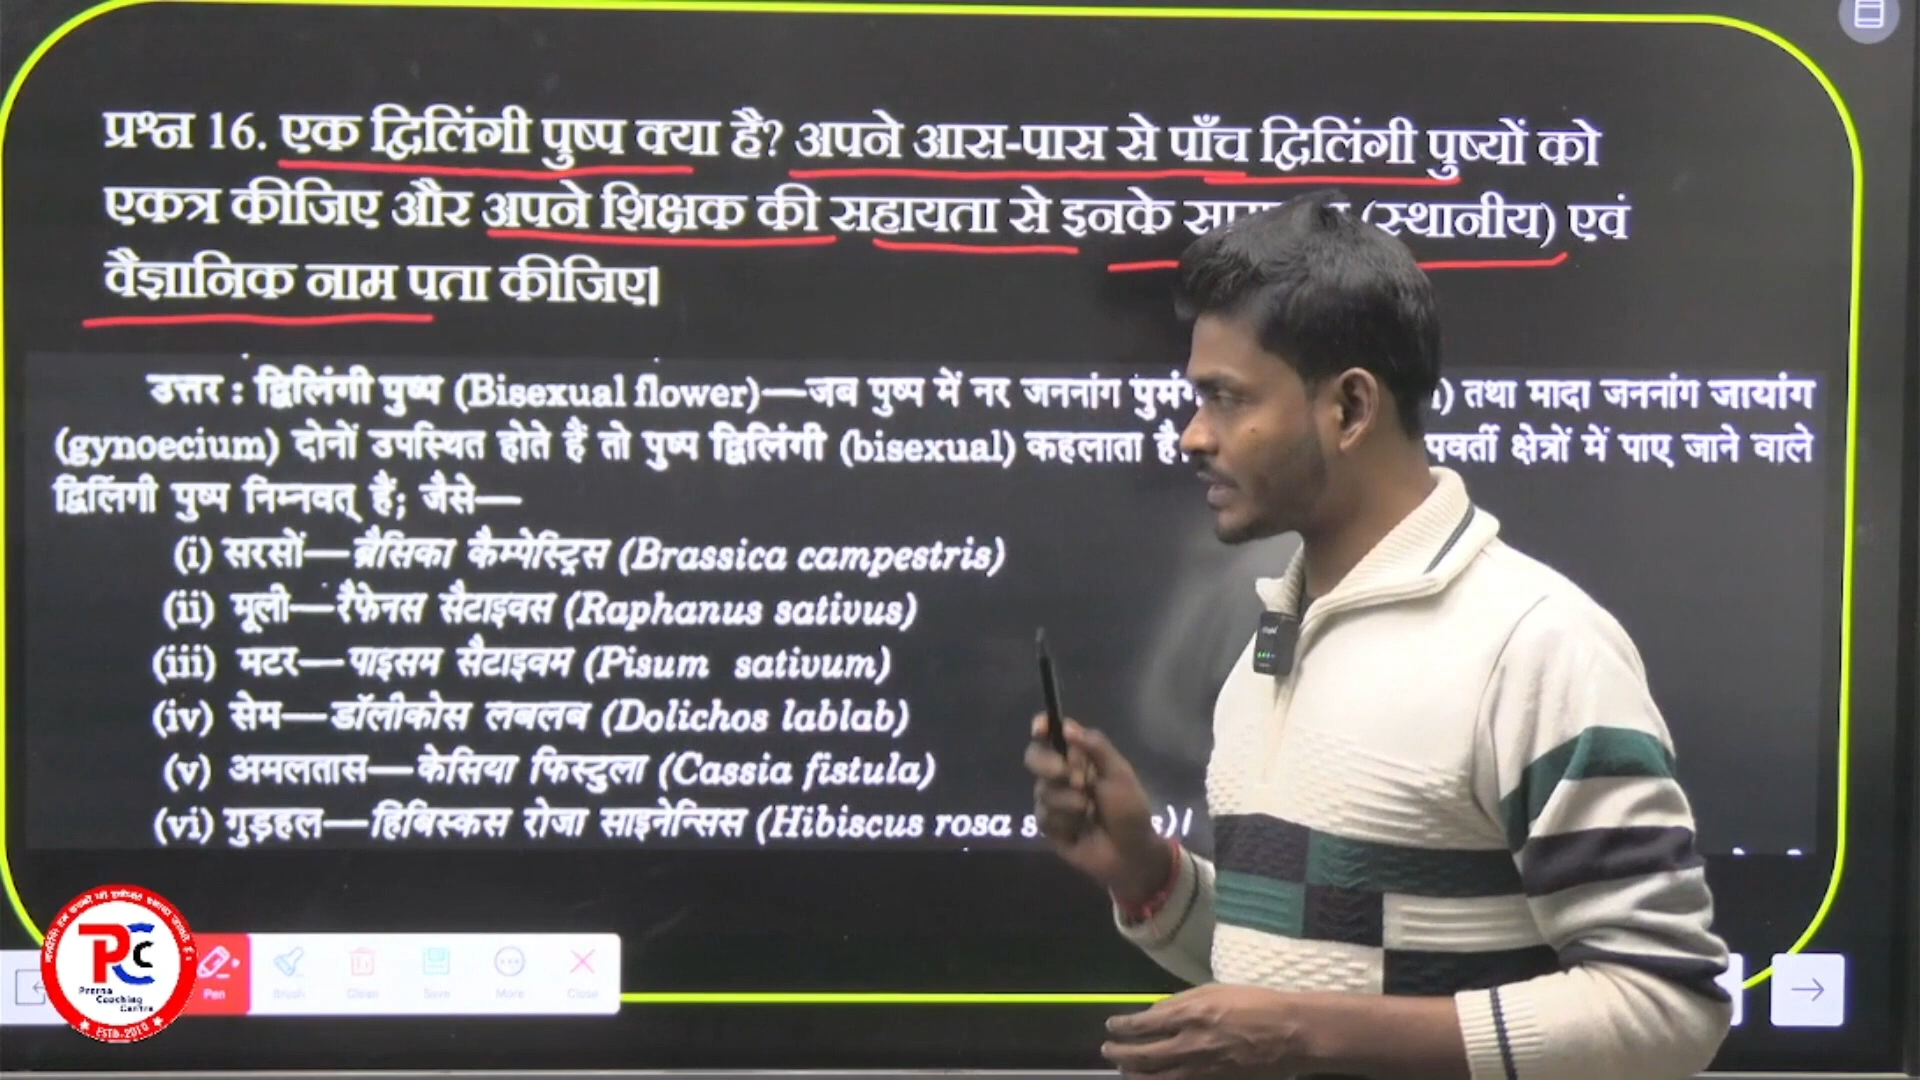 प्रश्न 16. एक द्विलिंगी पुष्प क्या है? अपने आस-पास से पाँच द्विलिंगी पुष्यों को
एकत्र कीजिए और अपने शिक्षक की सहायता से इनके (स्थानीय) एवं
वैज्ञानिक नाम पता कीजिए।
उत्तर : द्विलिंगी पुष्प (Bisexual flower)—जब पुष्प में नर जननांग तथा मादा जननांग जायांग
(gynoecium) दोनों उपस्थित होते हैं तो पुष्प द्विलिंगी (bisexual) कहलाता क्षेत्रों में पाए जाने वाले
द्विलिंगी पुष्प निम्नवत् हैं; जैसे—
(i) सरसों—ब्रैसिका कैम्पेस्ट्रिस (Brassica campestris)
(ii) मूली—रैफेनस सैटाइवस (Raphanus sativus)
(iii) मटर—पाइसम सैटाइवम (Pisum sativum)
(iv) सेम—डॉलीकोस लबलब (Dolichos lablab)
(v) अमलतास—केसिया फिस्टुला (Cassia fistula)
(vi) गुड़हल—हिबिस्कस रोजा साइनेन्सिस (Hibiscus rosa
PCC
Prerna
Coaching
Centre
ESTD-2010
Pen Brush Clean Save More Close